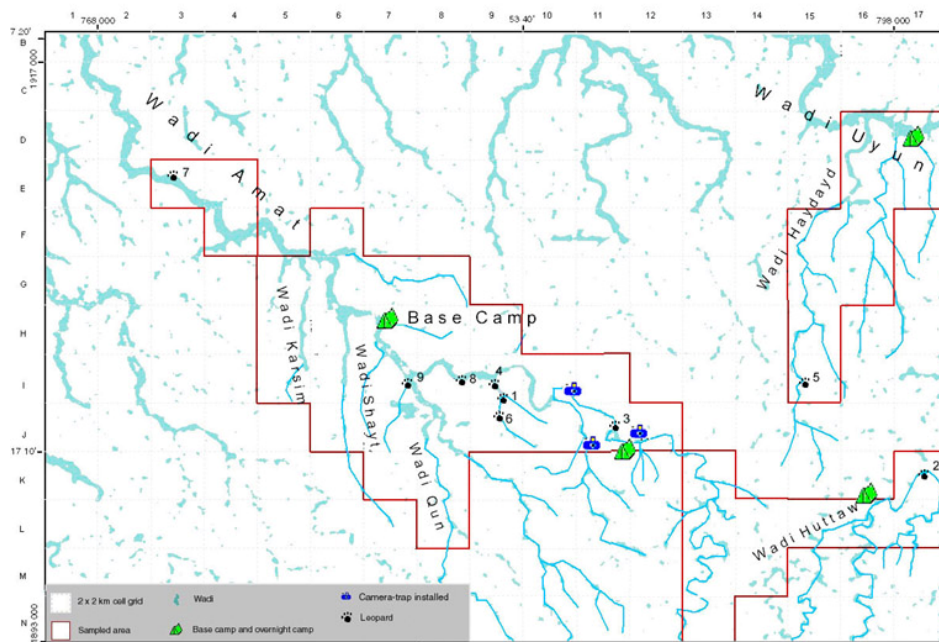 1 2 3 4 5 6 7 8 9 10 11 12 13 14 15 16 17
768 000 53 40' 798 000
7 20'
B
1917 000
C
D
E
F
G
H
I
J
17 10'
K
L
M
N
1893 000
Wadi Amat
Wadi Uyun
Wadi Haydayd
7
Wadi Karsim
Base Camp
Wadi Shayt
Wadi Qun
9
8
4
1
6
3
5
2
Wadi Huttaw
2 x 2 km cell grid
Wadi
Camera-trap installed
Sampled area
Base camp and overnight camp
Leopard